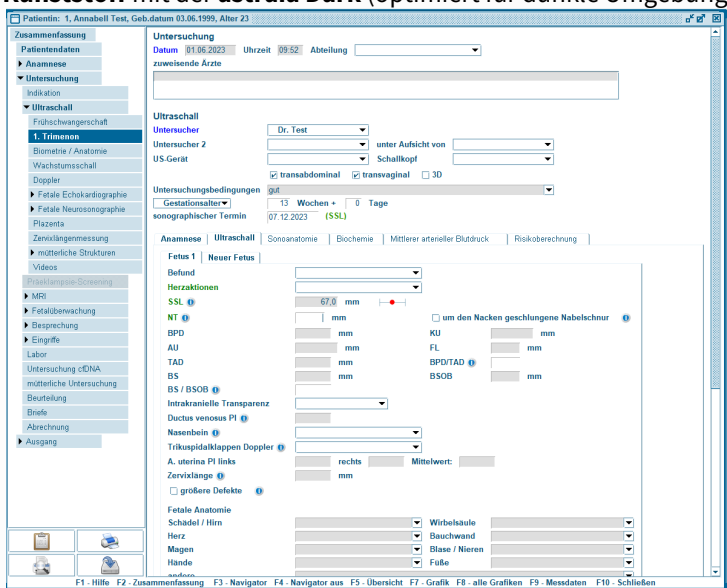 mit der astraia Dark (optimiert für dunkle Umgebung
Patientin: 1, Annabell Test, Geb.datum 03.06.1999, Alter 23
Zusammenfassung
Patientendaten
Anamnese
Untersuchung
Indikation
Ultraschall
Frühschwangerschaft
1. Trimenon
Biometrie / Anatomie
Wachstumsschall
Doppler
Fetale Echokardiographie
Fetale Neurosonographie
Plazenta
Zervixlängenmessung
mütterliche Strukturen
Videos
Präeklampsie-Screening
MRI
Fetalüberwachung
Besprechung
Eingriffe
Labor
Untersuchung cfDNA
mütterliche Untersuchung
Beurteilung
Briefe
Abrechnung
Ausgang
Untersuchung
Datum 01.06.2023 Uhrzeit 09:52 Abteilung
zuweisende Ärzte
Ultraschall
Untersucher Dr. Test
Untersucher 2 unter Aufsicht von
US-Gerät Schallkopf
transabdominal transvaginal 3D
Untersuchungsbedingungen gut
Gestationsalter 13 Wochen + 0 Tage
sonographischer Termin 07.12.2023 (SSL)
Anamnese Ultraschall Sonoanatomie Biochemie Mittlerer arterieller Blutdruck Risikoberechnung
Fetus 1 Neuer Fetus
Befund
Herzaktionen
SSL 67,0 mm
NT mm um den Nacken geschlungene Nabelschnur
BPD mm KU mm
AU mm FL mm
TAD mm BPD/TAD
BS mm BSOB mm
BS / BSOB
Intrakranielle Transparenz
Ductus venosus PI
Nasenbein
Trikuspidalklappen Doppler
A. uterina PI links rechts Mittelwert:
Zervixlänge mm
größere Defekte
Fetale Anatomie
Schädel / Hirn Wirbelsäule
Herz Bauchwand
Magen Blase / Nieren
Hände Füße
andere
F1 - Hilfe F2 - Zusammenfassung F3 - Navigator F4 - Navigator aus F5 - Übersicht F7 - Grafik F8 - alle Grafiken F9 - Messdaten F10 - Schließen